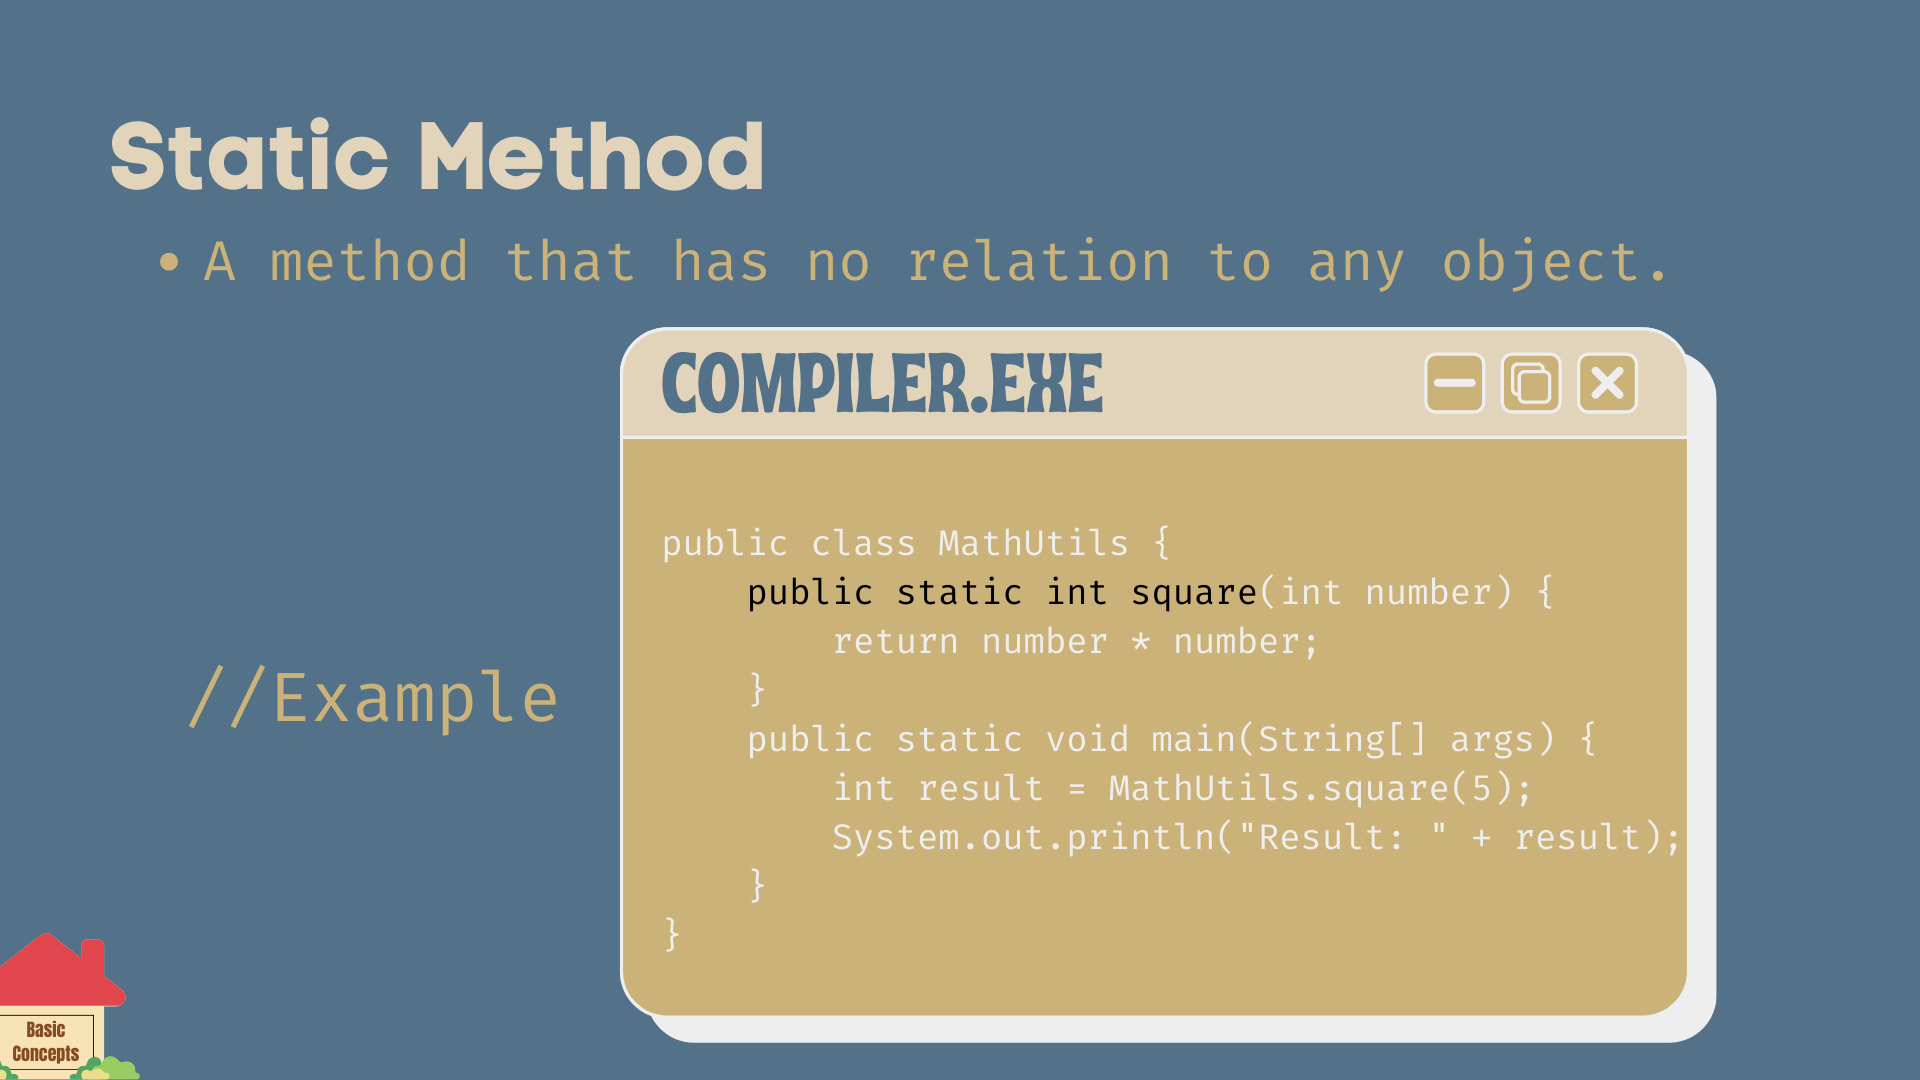 Static Method
• A method that has no relation to any object.
COMPILER.EXE
public class MathUtils {
    public static int square(int number) {
        return number * number;
    }
    public static void main(String[] args) {
        int result = MathUtils.square(5);
        System.out.println("Result: " + result);
    }
}
//Example
Basic
Concepts